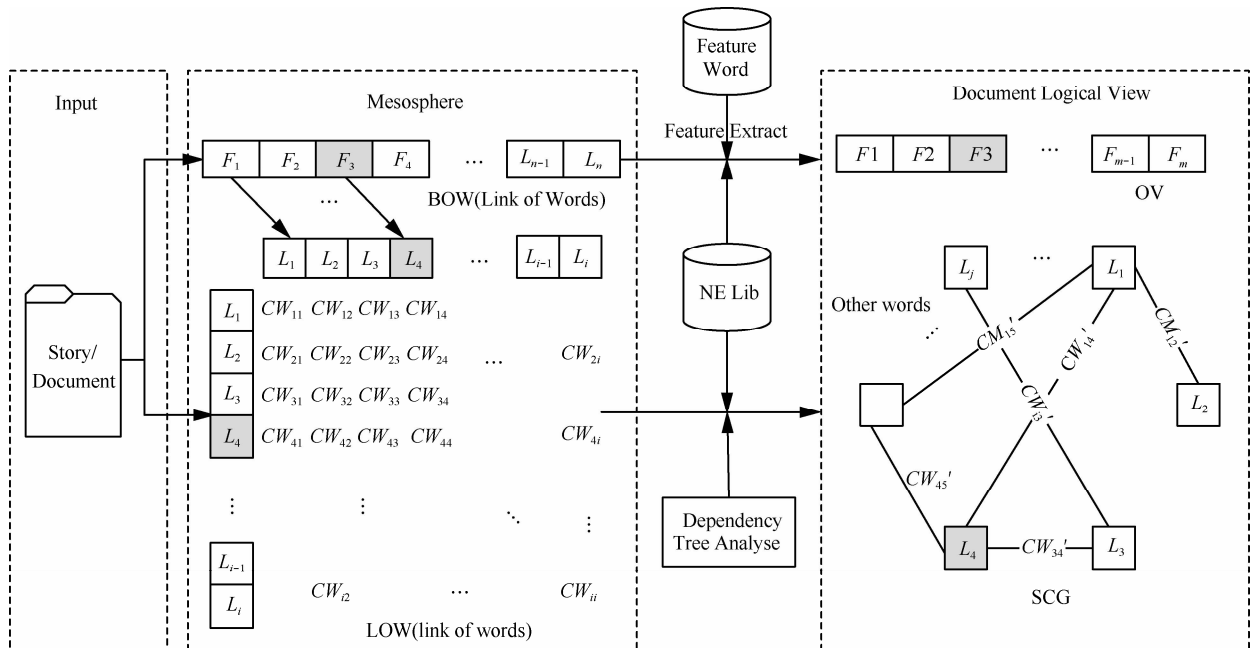 Input
Story/
Document
Mesosphere
F₁ F₂ F₃ F₄ ... Lₙ₋₁ Lₙ
BOW(Link of Words)
...
L₁ L₂ L₃ L₄ ... Lᵢ₋₁ Lᵢ
L₁ CW₁₁ CW₁₂ CW₁₃ CW₁₄
L₂ CW₂₁ CW₂₂ CW₂₃ CW₂₄ ... CW₂ᵢ
L₃ CW₃₁ CW₃₂ CW₃₃ CW₃₄
L₄ CW₄₁ CW₄₂ CW₄₃ CW₄₄ CW₄ᵢ
⋮ ⋮ ⋱ ⋮
Lᵢ₋₁
Lᵢ CWᵢ₂ ... CWᵢᵢ
LOW(link of words)
Feature
Word
Feature Extract
NE Lib
Dependency
Tree Analyse
Document Logical View
F1 F2 F3 ... Fₘ₋₁ Fₘ
OV
Lⱼ ... L₁
Other words
...
CM₁₅′
CW₁₄′
CM₁₂′
CWᵢ₃′
L₂
CW₄₅′
L₄ CW₃₄′ L₃
SCG